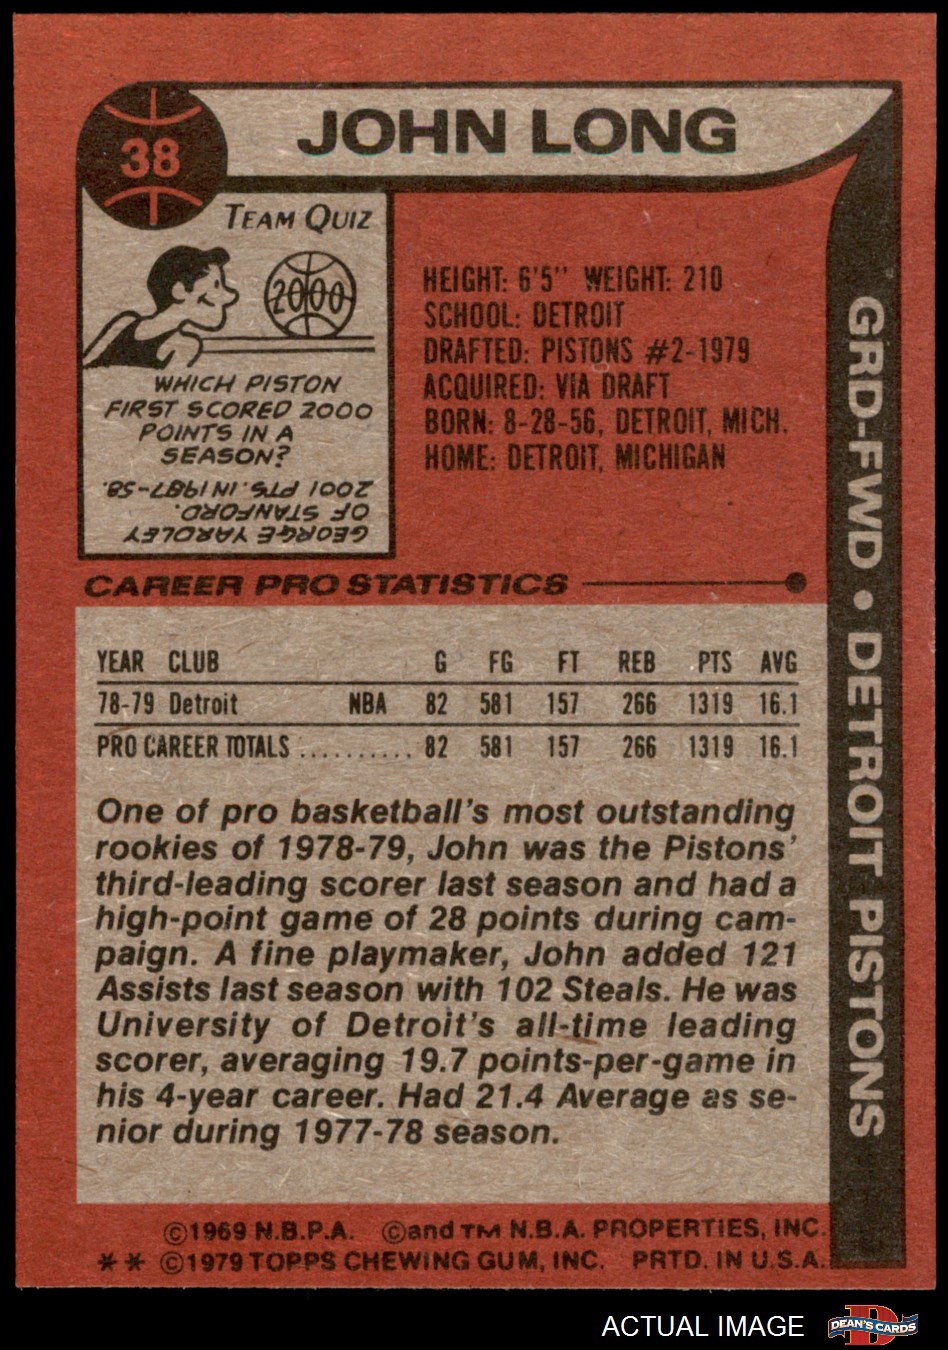 38
JOHN LONG
TEAM QUIZ
2000
WHICH PISTON
FIRST SCORED 2000
POINTS IN A
SEASON?
GEORGE YARDLEY
OF STANFORD.
2001 PTS. IN 1987-58.
HEIGHT: 6'5" WEIGHT: 210
SCHOOL: DETROIT
DRAFTED: PISTONS #2-1979
ACQUIRED: VIA DRAFT
BORN: 8-28-56, DETROIT, MICH.
HOME: DETROIT, MICHIGAN
GRD-FWD • DETROIT PISTONS
CAREER PRO STATISTICS
YEAR CLUB G FG FT REB PTS AVG
78-79 Detroit NBA 82 581 157 266 1319 16.1
PRO CAREER TOTALS .......... 82 581 157 266 1319 16.1
One of pro basketball's most outstanding
rookies of 1978-79, John was the Pistons'
third-leading scorer last season and had a
high-point game of 28 points during cam-
paign. A fine playmaker, John added 121
Assists last season with 102 Steals. He was
University of Detroit's all-time leading
scorer, averaging 19.7 points-per-game in
his 4-year career. Had 21.4 Average as se-
nior during 1977-78 season.
©1969 N.B.P.A. ©and TM N.B.A. PROPERTIES, INC.
** ©1979 TOPPS CHEWING GUM, INC. PRTD. IN U.S.A.
ACTUAL IMAGE
D
DEAN'S CARDS